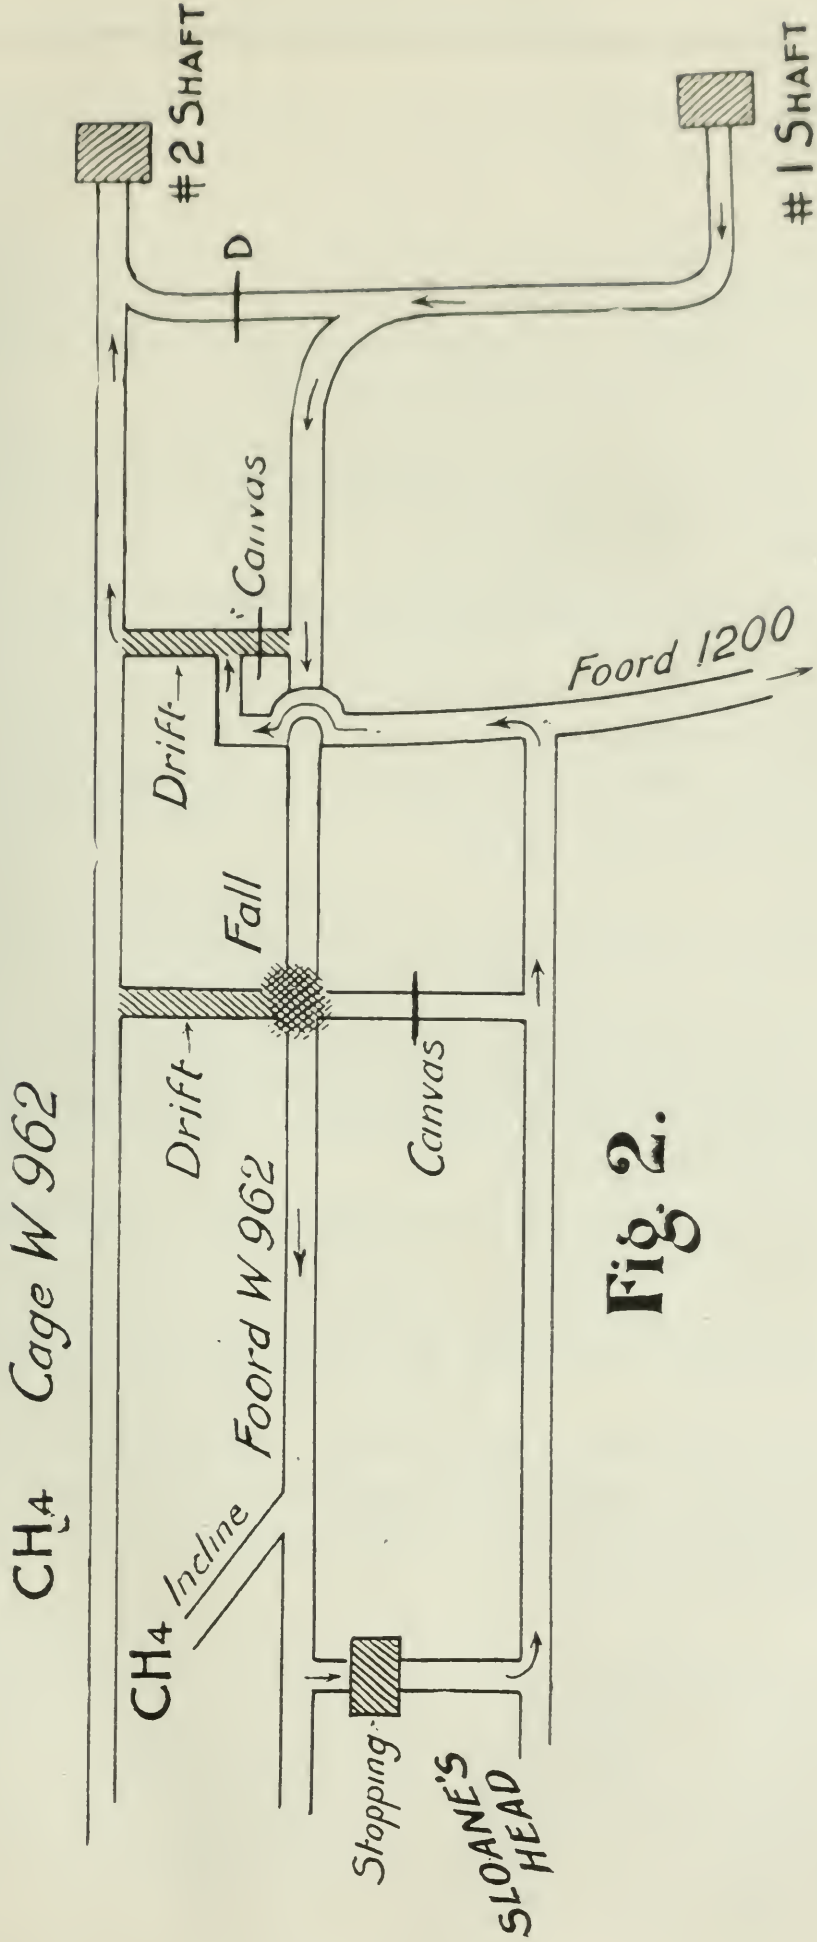 CH4 Cage W 962
#2 SHAFT
D
Canvas
Drift
Fall
Drift
Foord W 962
CH4 Incline
Foord 1200
Canvas
Stopping
SLOANE'S
HEAD
#1 SHAFT
Fig. 2.